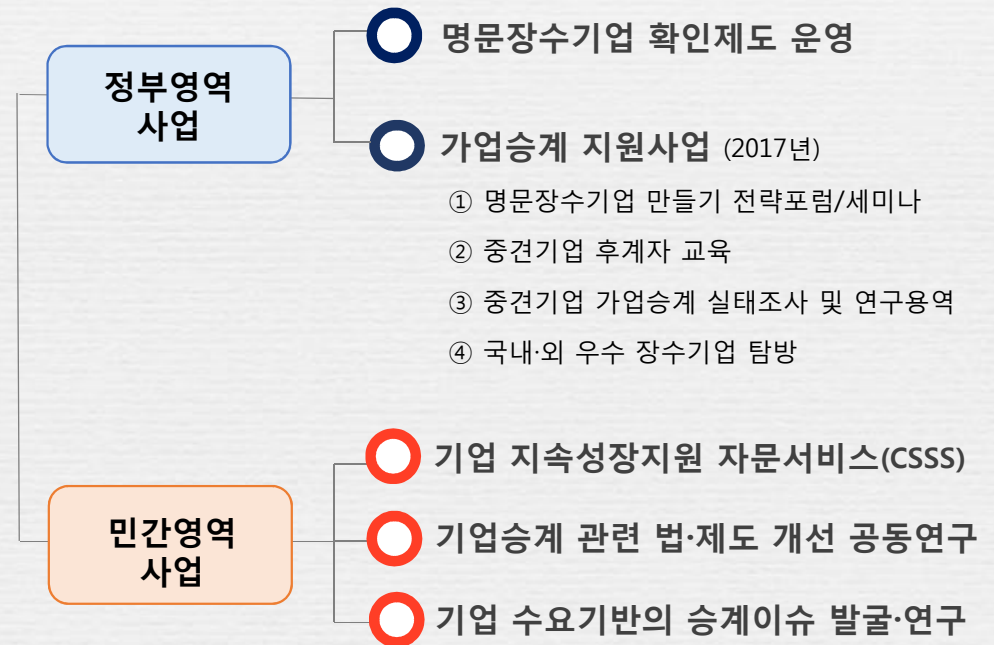 정부영역
사업
명문장수기업 확인제도 운영
가업승계 지원사업 (2017년)
① 명문장수기업 만들기 전략포럼/세미나
② 중견기업 후계자 교육
③ 중견기업 가업승계 실태조사 및 연구용역
④ 국내·외 우수 장수기업 탐방
민간영역
사업
기업 지속성장지원 자문서비스(CSSS)
기업승계 관련 법·제도 개선 공동연구
기업 수요기반의 승계이슈 발굴·연구